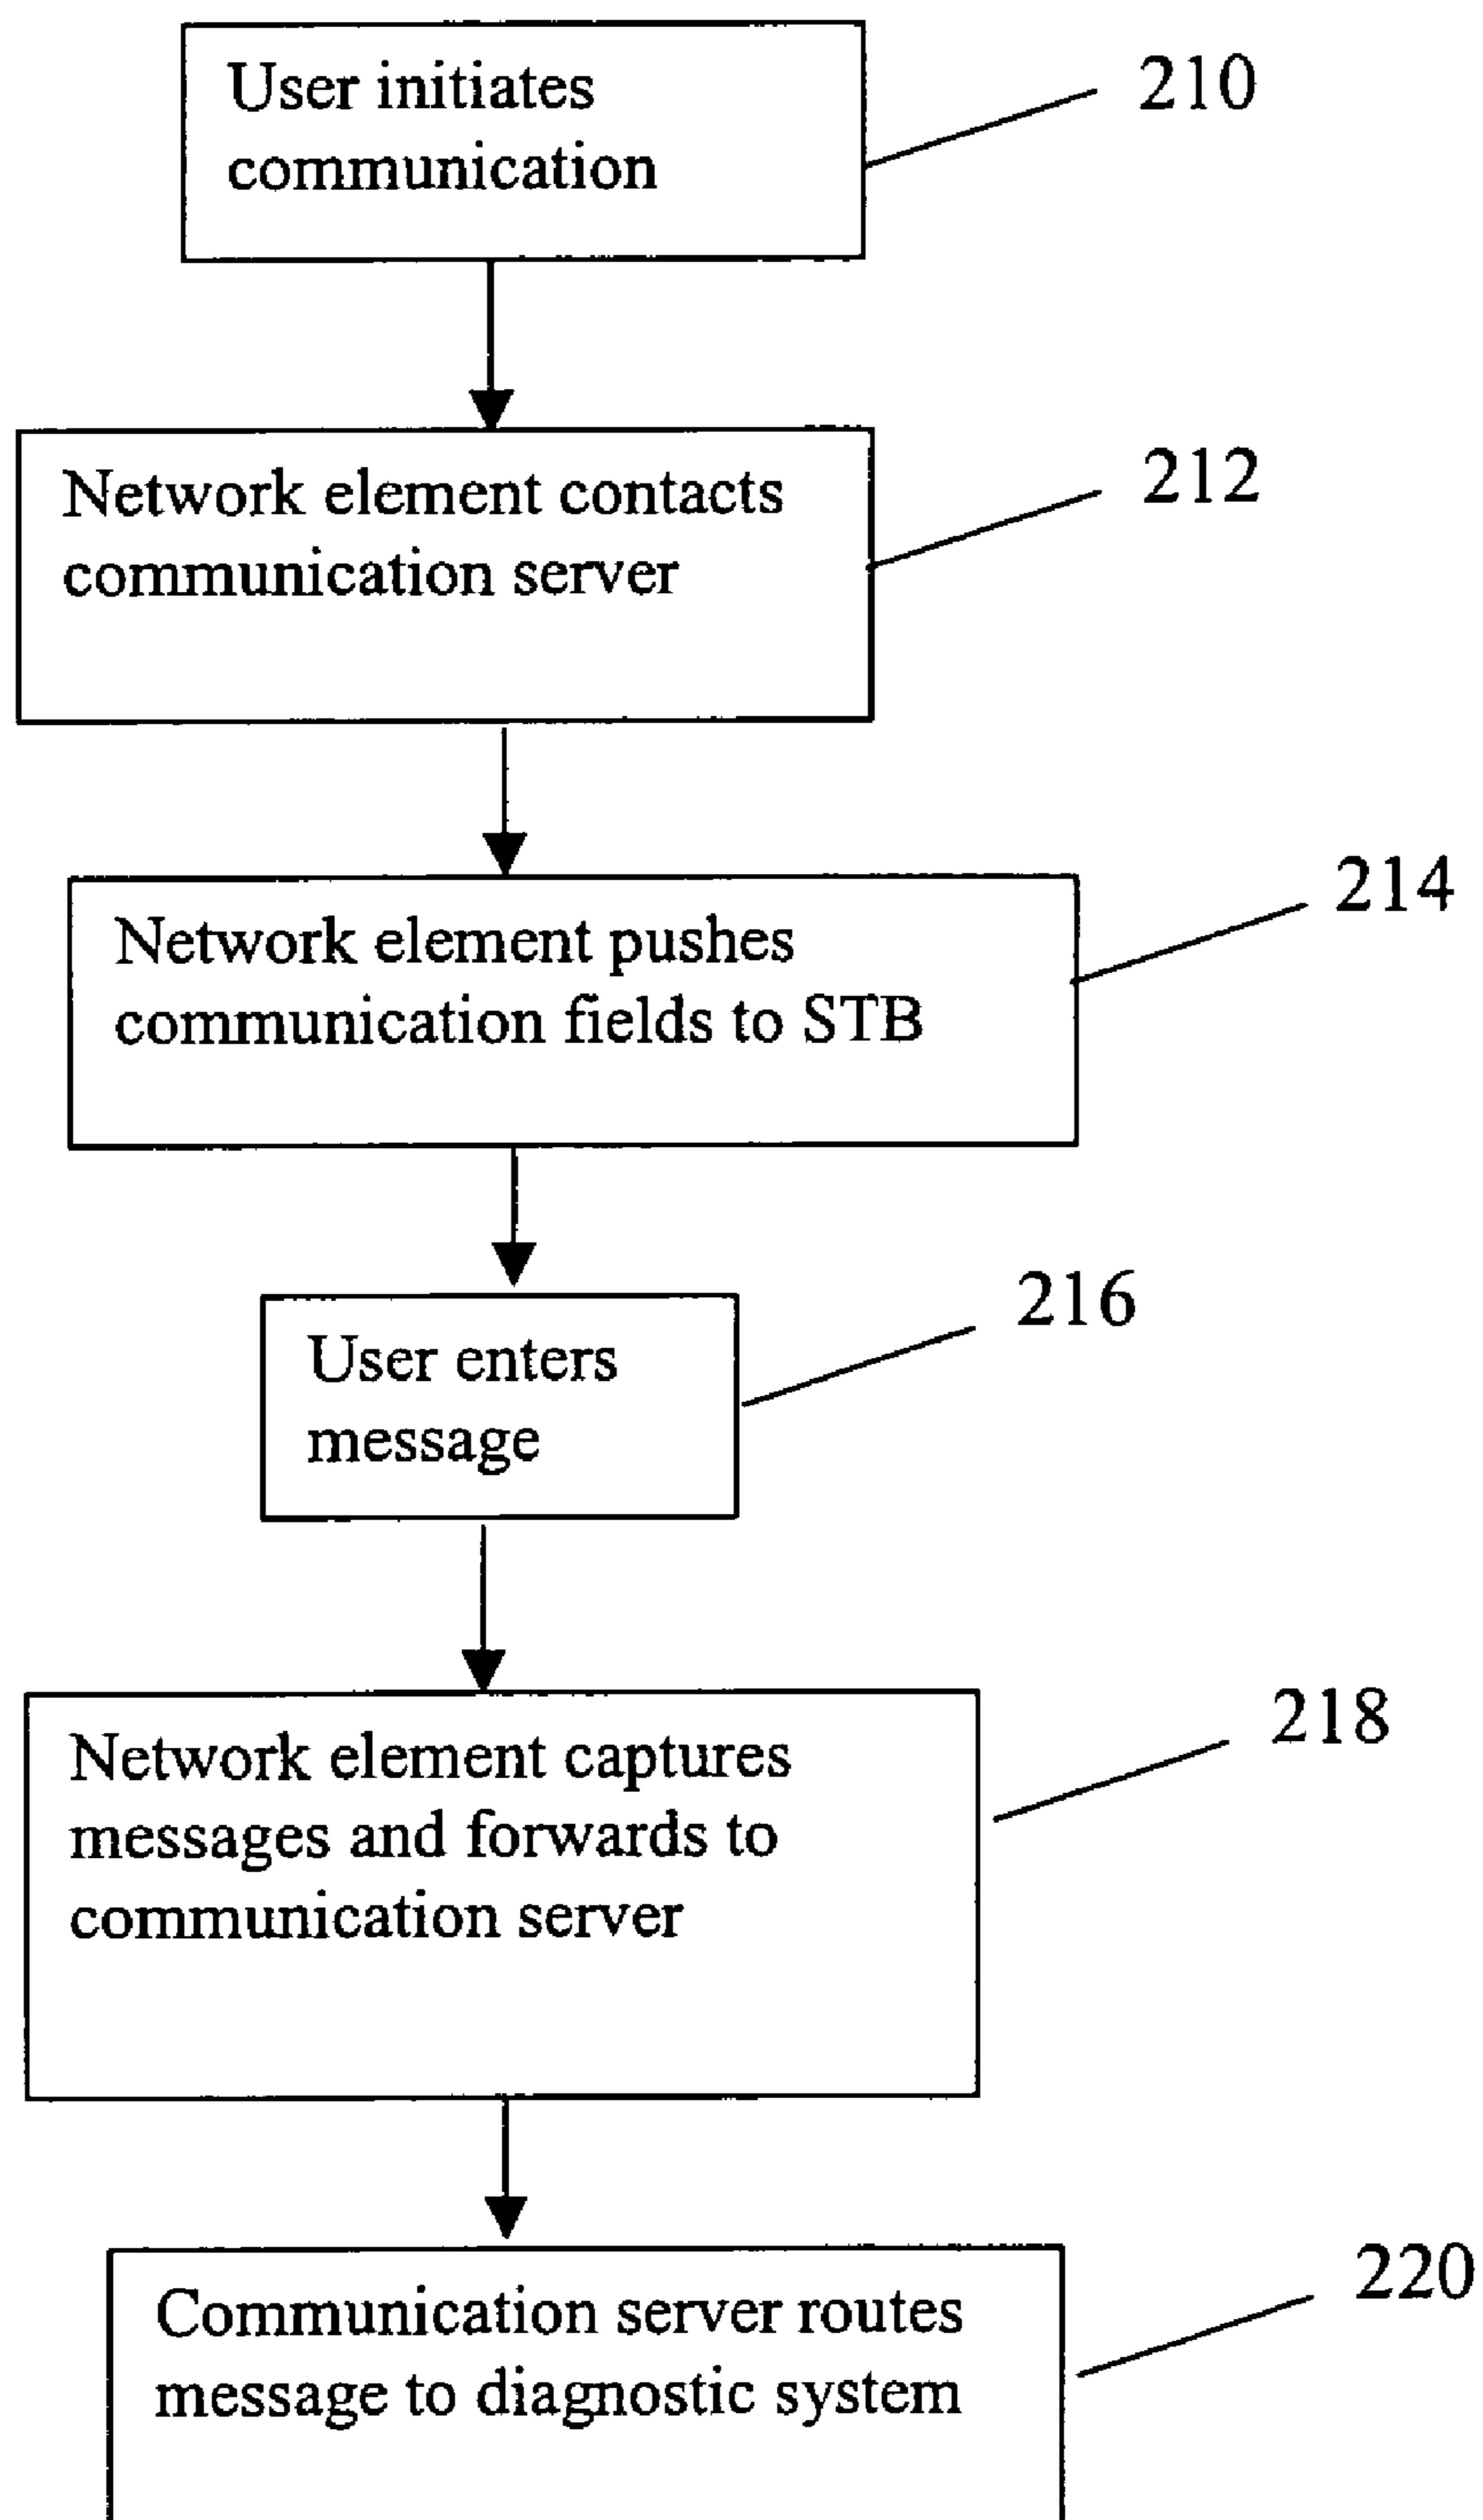 User initiates
communication
210
Network element contacts
communication server
212
Network element pushes
communication fields to STB
214
User enters
message
216
Network element captures
messages and forwards to
communication server
218
Communication server routes
message to diagnostic system
220